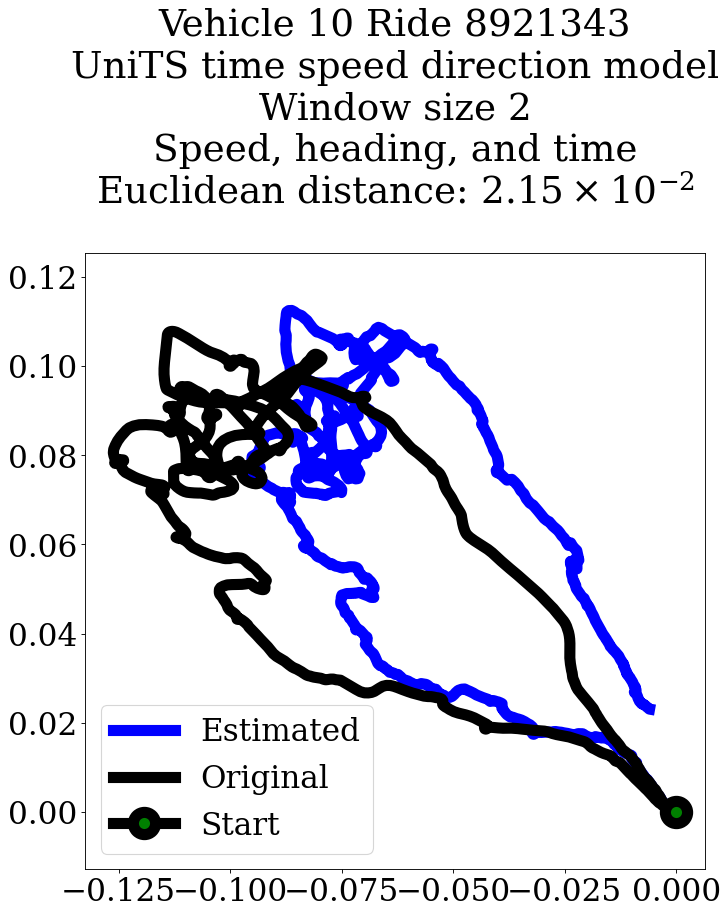 Vehicle 10 Ride 8921343
UniTS time speed direction model
Window size 2
Speed, heading, and time
Euclidean distance: 2.15 × 10⁻²
0.12
0.10
0.08
0.06
0.04
0.02
0.00
Estimated
Original
Start
−0.125 −0.100 −0.075 −0.050 −0.025 0.000